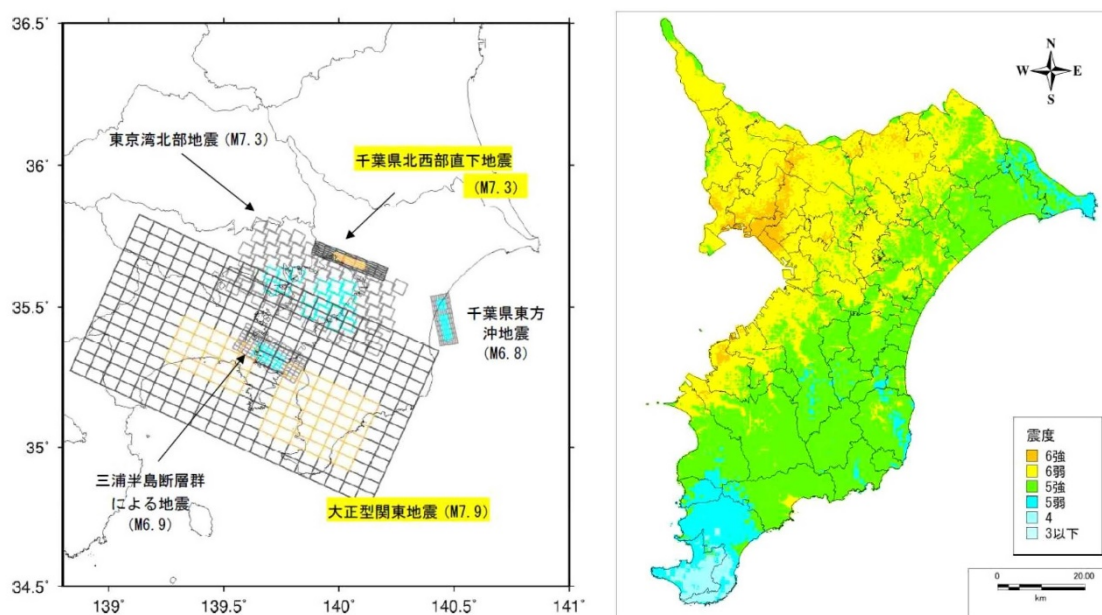 36.5°
36°
35.5°
35°
34.5°
139°
139.5°
140°
140.5°
141°
東京湾北部地震(M7.3)
千葉県北西部直下地震
(M7.3)
千葉県東方
沖地震
(M6.8)
三浦半島断層群
による地震
(M6.9)
大正型関東地震(M7.9)
N
W
E
S
震度
6強
6弱
5強
5弱
4
3以下
0
20.00
km